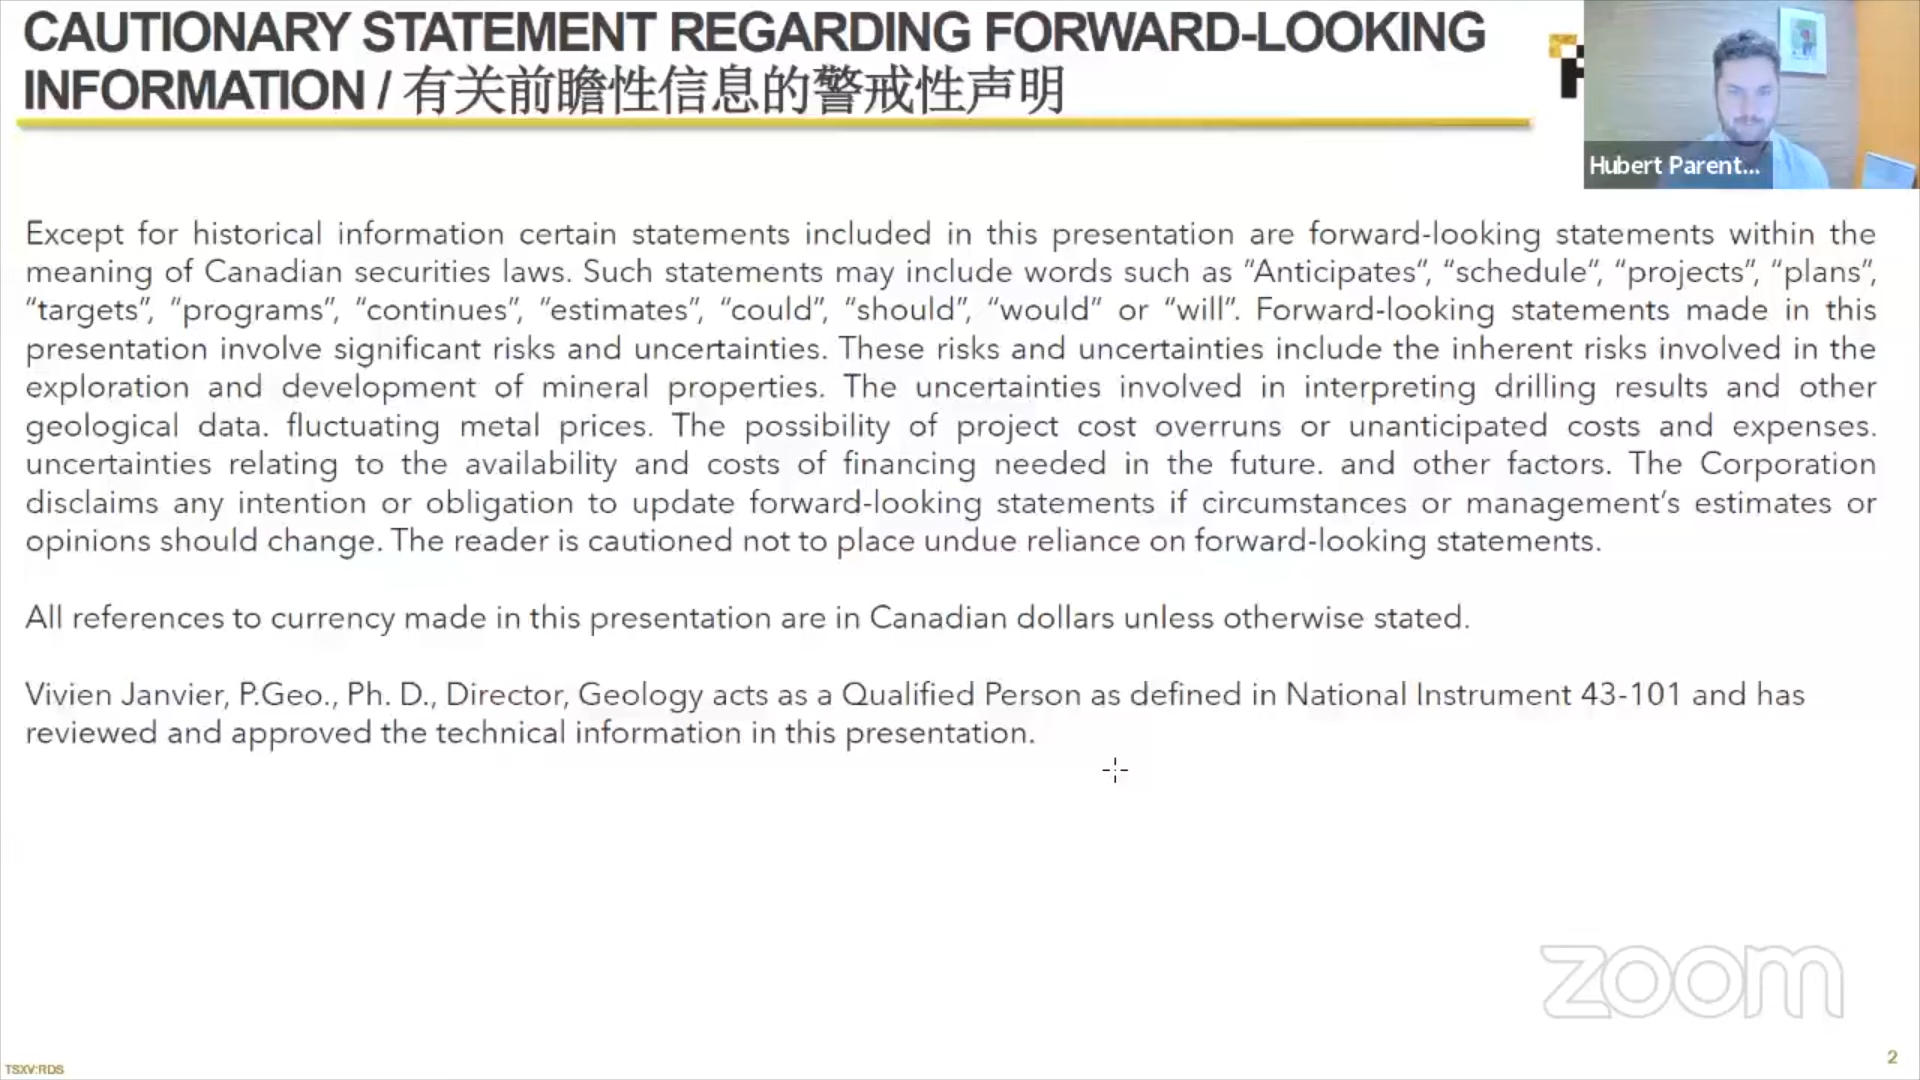 CAUTIONARY STATEMENT REGARDING FORWARD-LOOKING
INFORMATION / 有关前瞻性信息的警戒性声明
Hubert Parent...
Except for historical information certain statements included in this presentation are forward-looking statements within the
meaning of Canadian securities laws. Such statements may include words such as “Anticipates”, “schedule”, “projects”, “plans”,
“targets”, “programs”, “continues”, “estimates”, “could”, “should”, “would” or “will”. Forward-looking statements made in this
presentation involve significant risks and uncertainties. These risks and uncertainties include the inherent risks involved in the
exploration and development of mineral properties. The uncertainties involved in interpreting drilling results and other
geological data. fluctuating metal prices. The possibility of project cost overruns or unanticipated costs and expenses.
uncertainties relating to the availability and costs of financing needed in the future. and other factors. The Corporation
disclaims any intention or obligation to update forward-looking statements if circumstances or management’s estimates or
opinions should change. The reader is cautioned not to place undue reliance on forward-looking statements.
All references to currency made in this presentation are in Canadian dollars unless otherwise stated.
Vivien Janvier, P.Geo., Ph. D., Director, Geology acts as a Qualified Person as defined in National Instrument 43-101 and has
reviewed and approved the technical information in this presentation.
zoom
TSXV:RDS
2